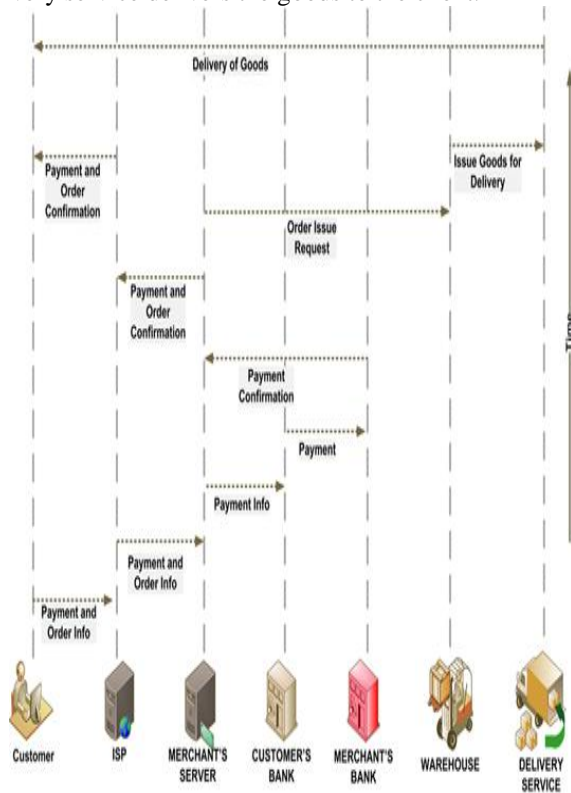 Delivery of Goods
Payment and
Order
Confirmation
Issue Goods for
Delivery
Order Issue
Request
Payment and
Order
Confirmation
Payment
Confirmation
Payment
Payment Info
Payment and
Order Info
Payment and
Order Info
Time
Customer
ISP
MERCHANT'S
SERVER
CUSTOMER'S
BANK
MERCHANT'S
BANK
WAREHOUSE
DELIVERY
SERVICE